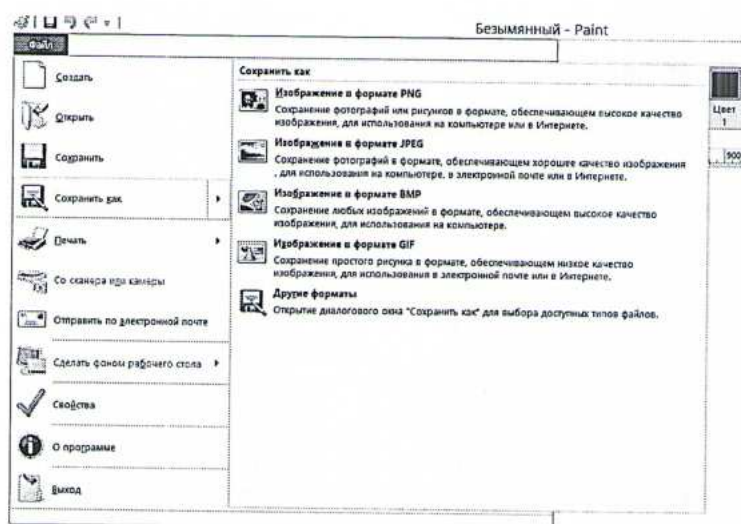 Безымянный - Paint
Файл
Создать
Открыть
Сохранить
Сохранить как
Печать
Со сканера или камеры
Отправить по электронной почте
Сделать фоном рабочего стола
Свойства
О программе
Выход
Сохранить как
Изображение в формате PNG
Сохранение фотографий или рисунков в формате, обеспечивающем высокое качество
изображения, для использования на компьютере или в Интернете.
Изображения в формате JPEG
Сохранение фотографий в формате, обеспечивающем хорошее качество изображения
, для использования на компьютере, в электронной почте или в Интернете.
Изображение в формате BMP
Сохранение любых изображений в формате, обеспечивающем высокое качество
изображения, для использования на компьютере.
Изображения в формате GIF
Сохранение простого рисунка в формате, обеспечивающем низкое качество
изображения, для использования в электронной почте или в Интернете.
Другие форматы
Открытие диалогового окна "Сохранить как" для выбора доступных типов файлов.
Цвет
1
900